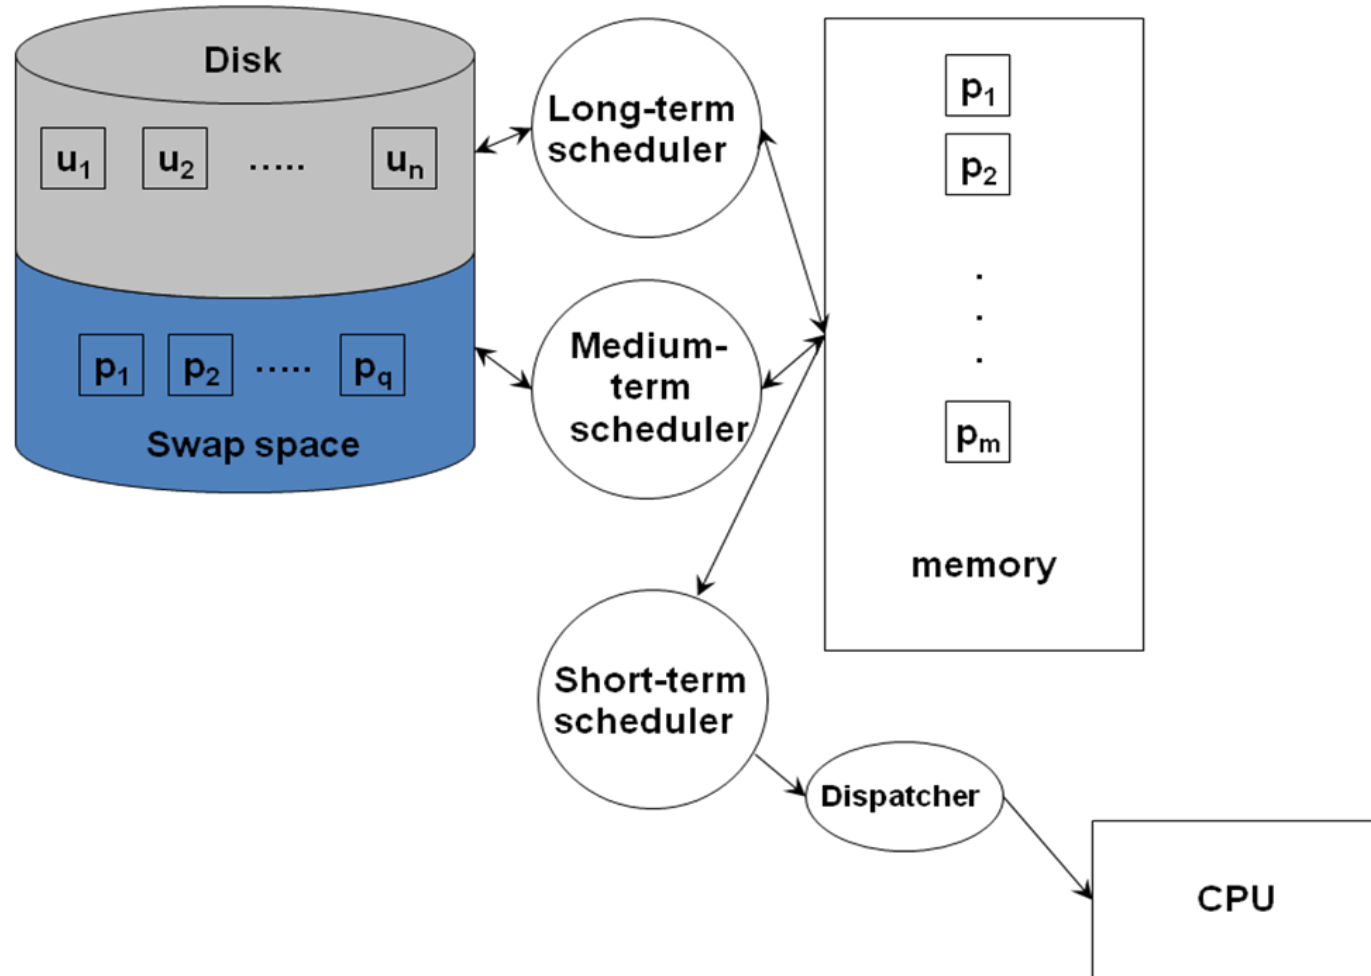 Disk
u1 u2 ..... un
p1 p2 ..... pq
Swap space
Long-term
scheduler
Medium-
term
scheduler
p1
p2
.
.
.
pm
memory
Short-term
scheduler
Dispatcher
CPU